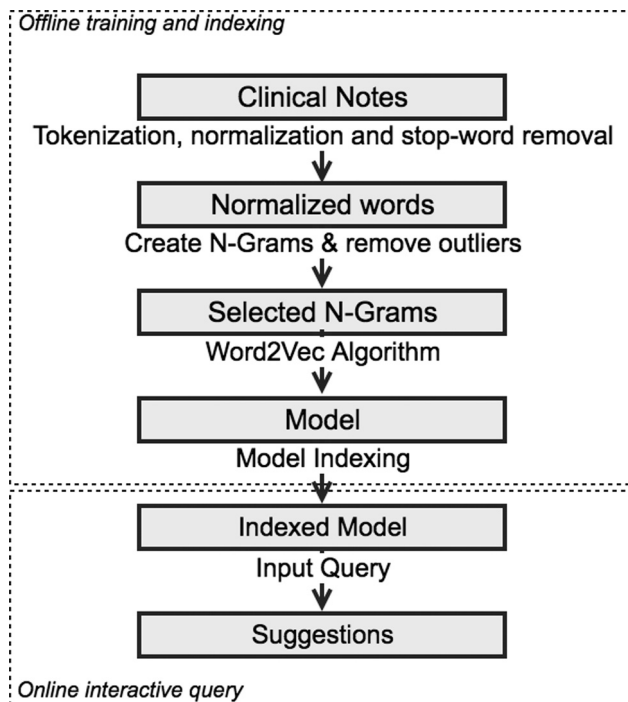 Offline training and indexing
Clinical Notes
Tokenization, normalization and stop-word removal
Normalized words
Create N-Grams & remove outliers
Selected N-Grams
Word2Vec Algorithm
Model
Model Indexing
Indexed Model
Input Query
Suggestions
Online interactive query